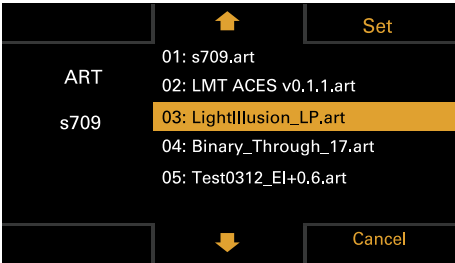 Set
ART
s709
01: s709.art
02: LMT ACES v0.1.1.art
03: LightIllusion_LP.art
04: Binary_Through_17.art
05: Test0312_EI+0.6.art
Cancel